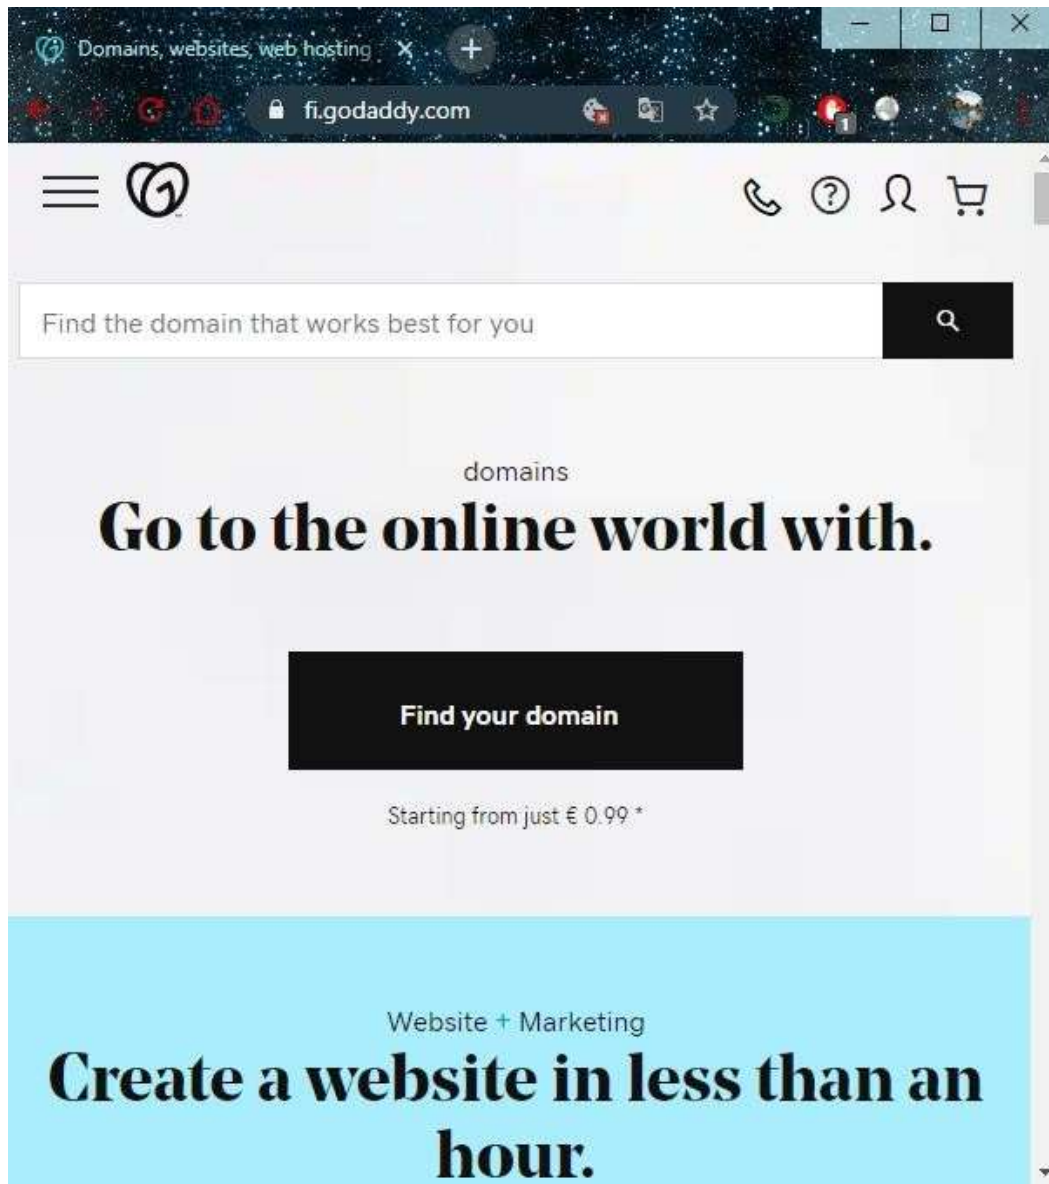 Domains, websites, web hosting
fi.godaddy.com
1
Find the domain that works best for you
domains
Go to the online world with.
Find your domain
Starting from just € 0.99 *
Website + Marketing
Create a website in less than an
hour.